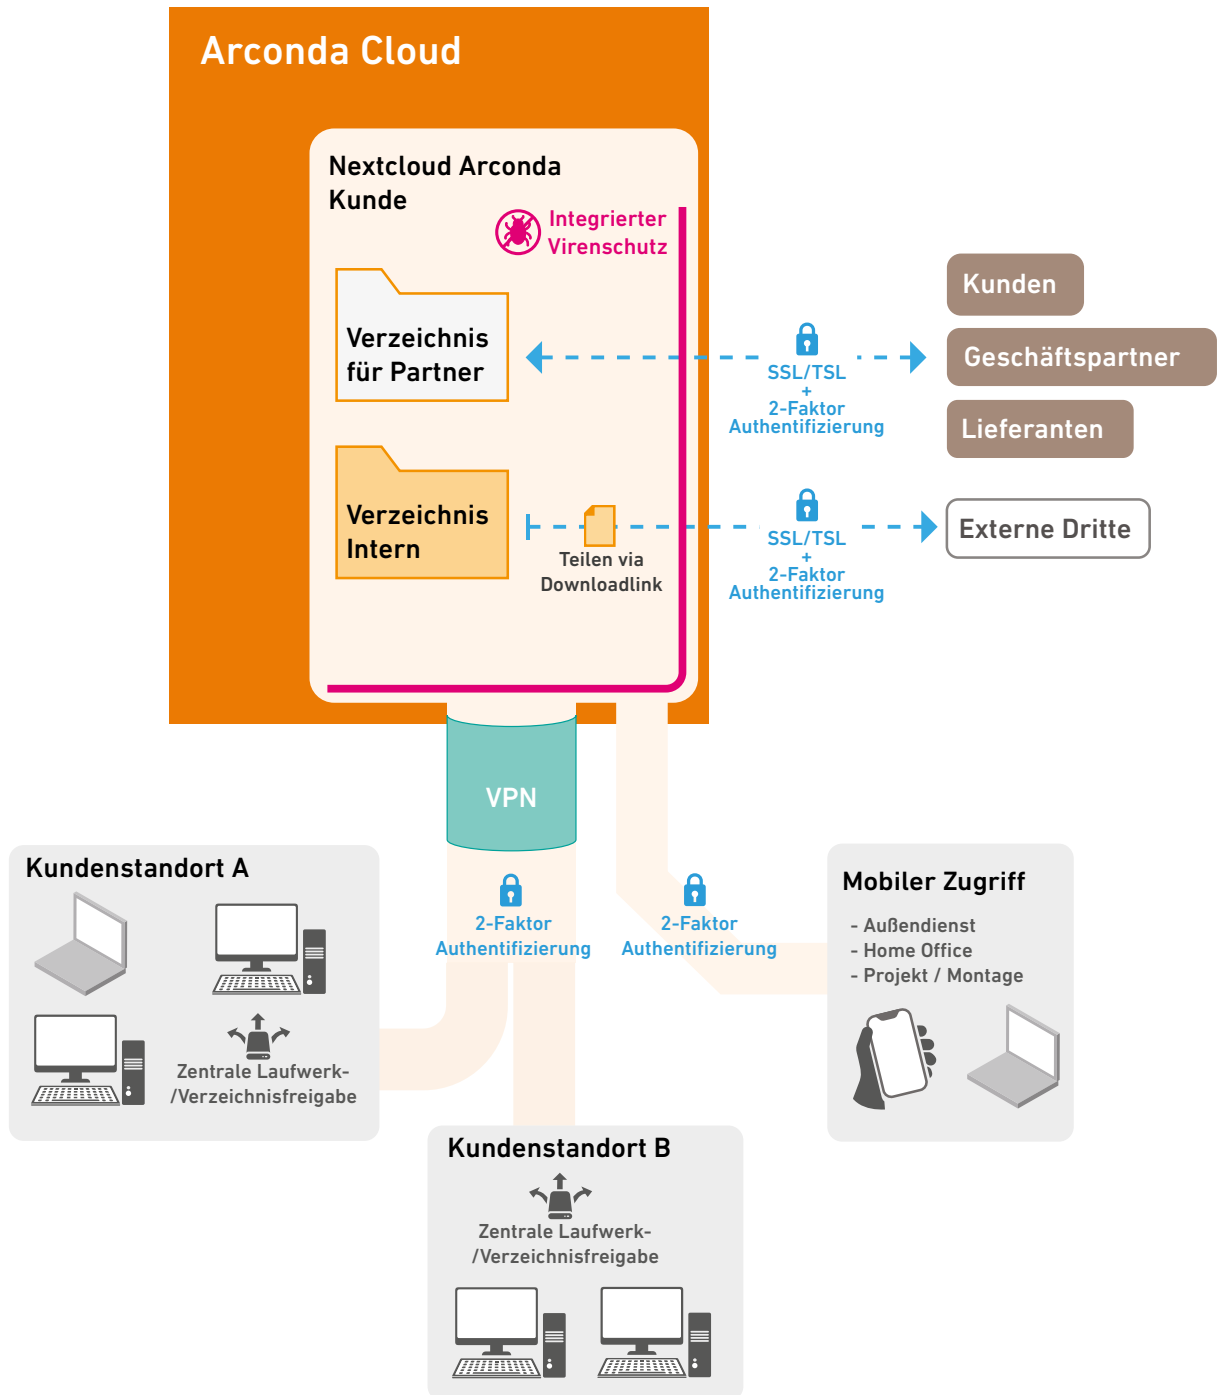 Arconda Cloud
Nextcloud Arconda
Kunde
Integrierter
Virenschutz
Verzeichnis
für Partner
SSL/TSL
+
2-Faktor
Authentifizierung
Kunden
Geschäftspartner
Lieferanten
Verzeichnis
Intern
Teilen via
Downloadlink
SSL/TSL
+
2-Faktor
Authentifizierung
Externe Dritte
VPN
Kundenstandort A
Zentrale Laufwerk-
/Verzeichnisfreigabe
2-Faktor
Authentifizierung
2-Faktor
Authentifizierung
Mobiler Zugriff
- Außendienst
- Home Office
- Projekt / Montage
Kundenstandort B
Zentrale Laufwerk-
/Verzeichnisfreigabe